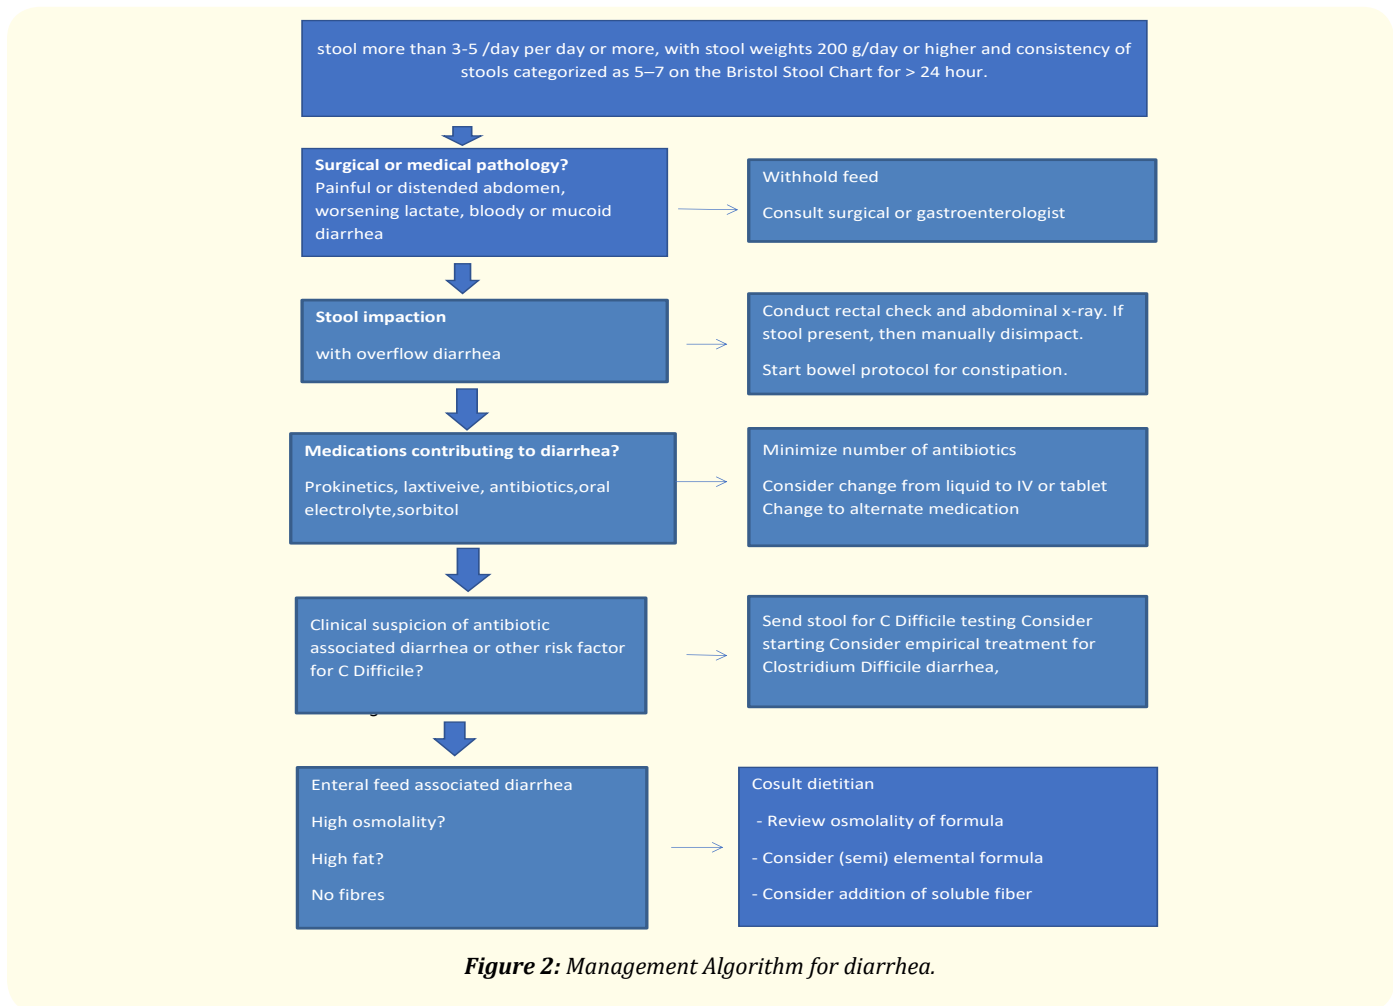 stool more than 3-5 /day per day or more, with stool weights 200 g/day or higher and consistency of
stools categorized as 5–7 on the Bristol Stool Chart for > 24 hour.
Surgical or medical pathology?
Painful or distended abdomen,
worsening lactate, bloody or mucoid
diarrhea
Withhold feed
Consult surgical or gastroenterologist
Stool impaction
with overflow diarrhea
Conduct rectal check and abdominal x-ray. If
stool present, then manually disimpact.
Start bowel protocol for constipation.
Medications contributing to diarrhea?
Prokinetics, laxtiveive, antibiotics,oral
electrolyte,sorbitol
Minimize number of antibiotics
Consider change from liquid to IV or tablet
Change to alternate medication
Clinical suspicion of antibiotic
associated diarrhea or other risk factor
for C Difficile?
Send stool for C Difficile testing Consider
starting Consider empirical treatment for
Clostridium Difficile diarrhea,
Enteral feed associated diarrhea
High osmolality?
High fat?
No fibres
Cosult dietitian
- Review osmolality of formula
- Consider (semi) elemental formula
- Consider addition of soluble fiber
Figure 2: Management Algorithm for diarrhea.